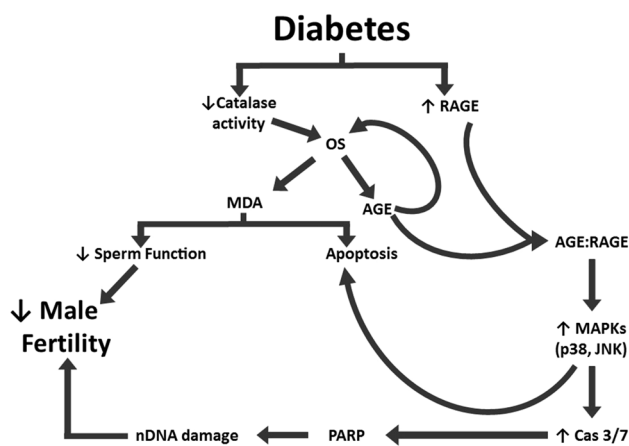 Diabetes
↓Catalase
activity
↑ RAGE
OS
MDA
AGE
↓ Sperm Function
Apoptosis
AGE:RAGE
↓ Male
Fertility
↑ MAPKs
(p38, JNK)
nDNA damage
PARP
↑ Cas 3/7